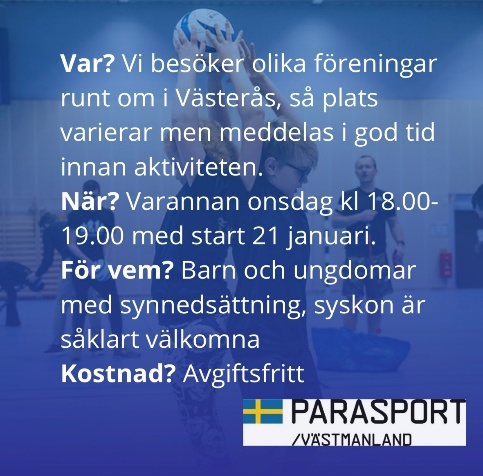 Var? Vi besöker olika föreningar
runt om i Västerås, så plats
varierar men meddelas i god tid
innan aktiviteten.
När? Varannan onsdag kl 18.00-
19.00 med start 21 januari.
För vem? Barn och ungdomar
med synnedsättning, syskon är
såklart välkomna
Kostnad? Avgiftsfritt
PARASPORT
/VÄSTMANLAND